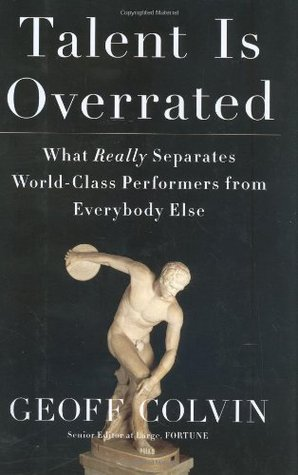 Talent Is
Overrated
What Really Separates
World-Class Performers from
Everybody Else
GEOFF COLVIN
Senior Editor at Large, FORTUNE